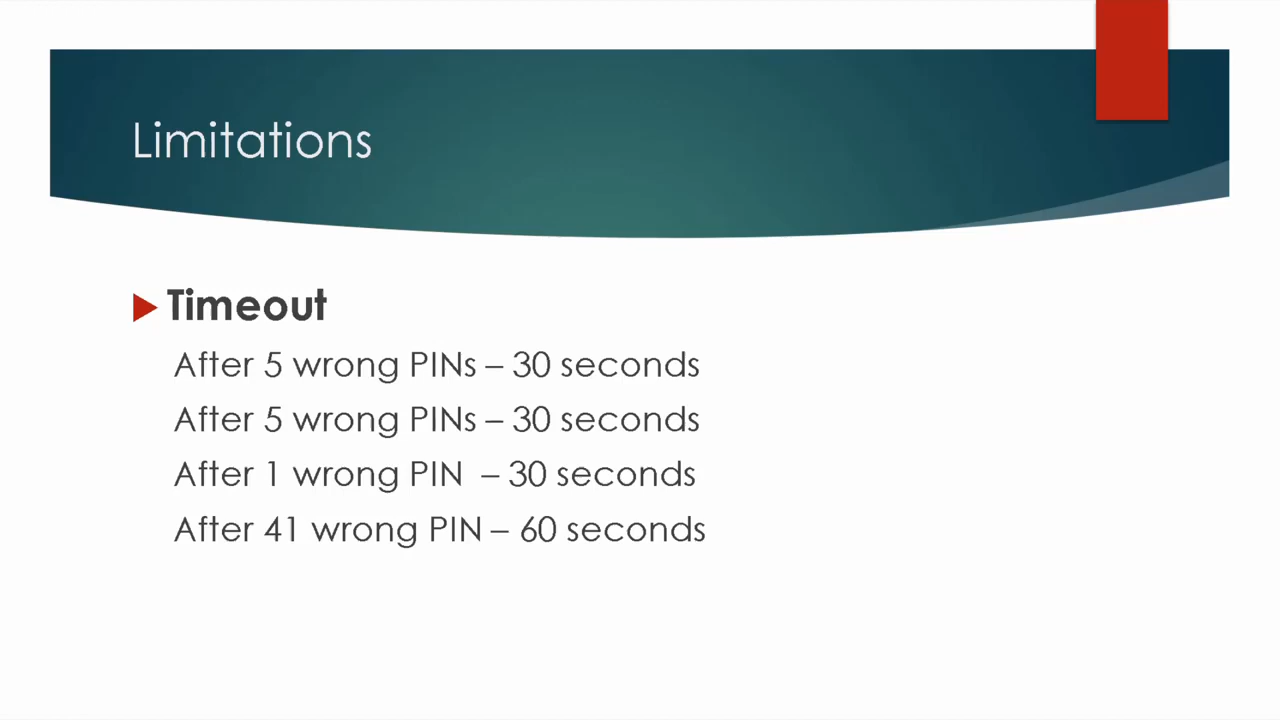 Limitations
Timeout
After 5 wrong PINs – 30 seconds
After 5 wrong PINs – 30 seconds
After 1 wrong PIN – 30 seconds
After 41 wrong PIN – 60 seconds